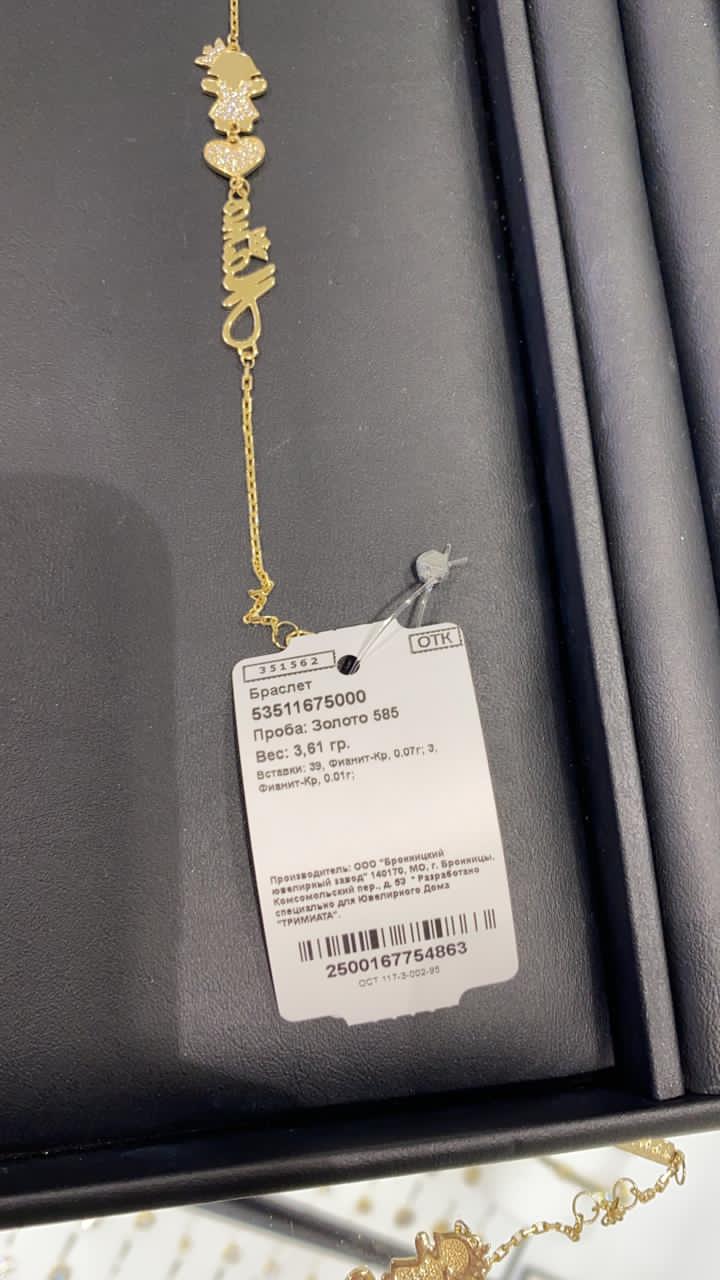 Мама
351562
ОТК
Браслет
53511675000
Проба: Золото 585
Вес: 3,61 гр.
Вставки: 39, Фианит-Кр, 0.07г; 3,
Фианит-Кр, 0.01г;
Производитель: ООО "Бронницкий
ювелирный завод" 140170, МО, г. Бронницы,
Комсомольский пер., д. 53 * Разработано
специально для Ювелирного Дома
"ТРИМИАТА".
2500167754863
ОСТ 117-3-002-95